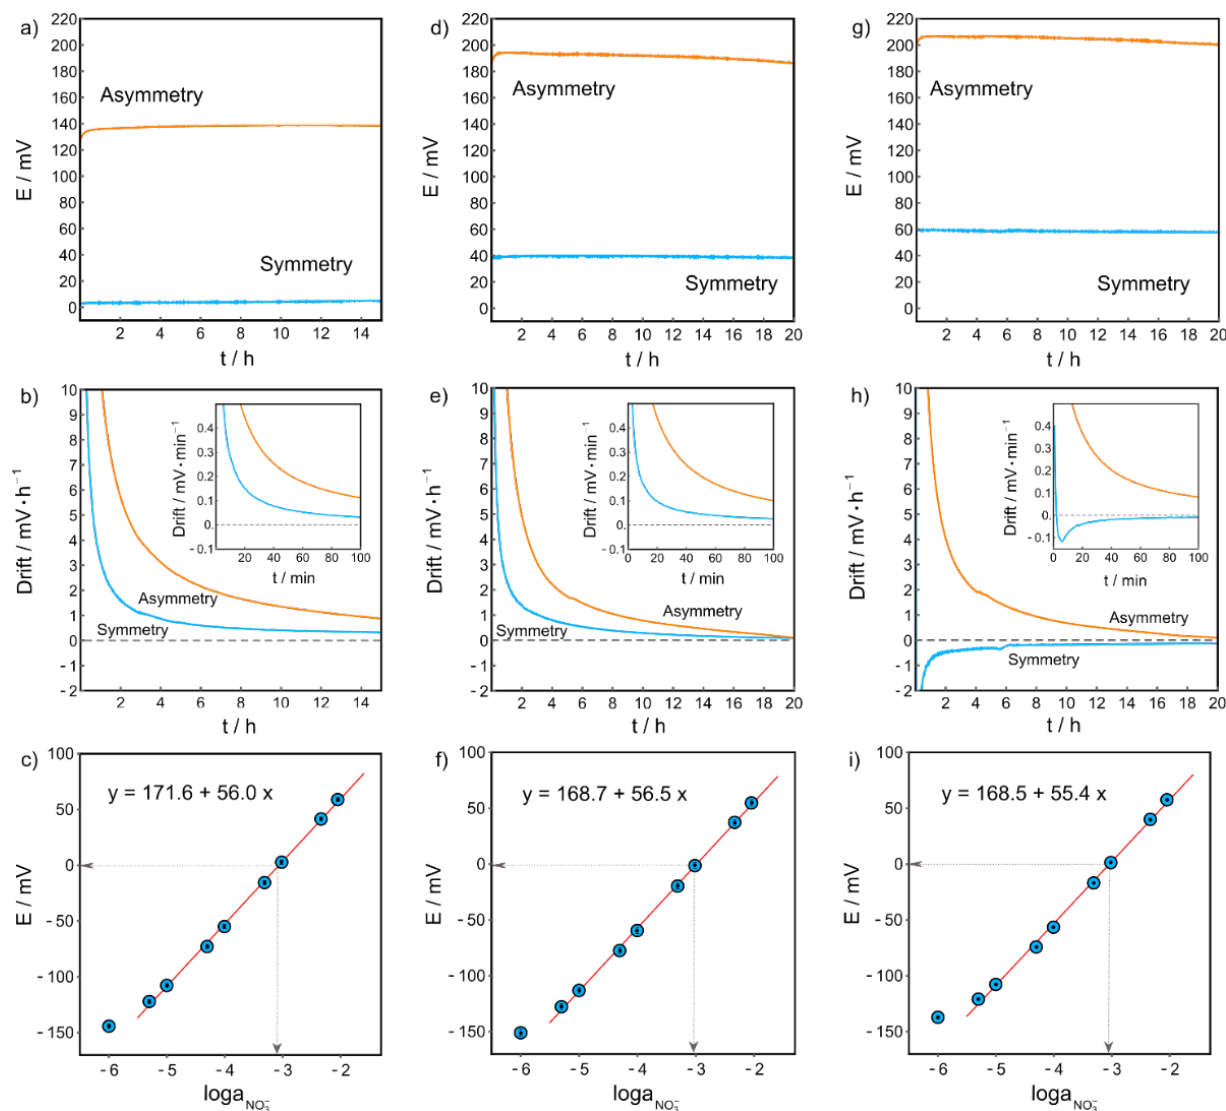 a)
220
200
180
160
140
120
100
80
60
40
20
0
E / mV
Asymmetry
Symmetry
2 4 6 8 10 12 14
t / h
d)
220
200
180
160
140
120
100
80
60
40
20
0
E / mV
Asymmetry
Symmetry
2 4 6 8 10 12 14 16 18 20
t / h
g)
220
200
180
160
140
120
100
80
60
40
20
0
E / mV
Asymmetry
Symmetry
2 4 6 8 10 12 14 16 18 20
t / h
b)
10
9
8
7
6
5
4
3
2
1
0
- 1
- 2
Drift / mV·h⁻¹
0.4
0.3
0.2
0.1
0.
- 0.1
Drift / mV·min⁻¹
20 40 60 80 100
t / min
Asymmetry
Symmetry
2 4 6 8 10 12 14
t / h
e)
10
9
8
7
6
5
4
3
2
1
0
- 1
- 2
Drift / mV·h⁻¹
0.4
0.3
0.2
0.1
0.
- 0.1
Drift / mV·min⁻¹
0 20 40 60 80 100
t / min
Asymmetry
Symmetry
2 4 6 8 10 12 14 16 18 20
t / h
h)
10
9
8
7
6
5
4
3
2
1
0
- 1
- 2
Drift / mV·h⁻¹
0.4
0.3
0.2
0.1
0.
- 0.1
Drift / mV·min⁻¹
0 20 40 60 80 100
t / min
Asymmetry
Symmetry
2 4 6 8 10 12 14 16 18 20
t / h
c)
100
50
0
- 50
- 100
- 150
E / mV
y = 171.6 + 56.0 x
- 6 - 5 - 4 - 3 - 2
loga NO₃⁻
f)
100
50
0
- 50
- 100
- 150
E / mV
y = 168.7 + 56.5 x
- 6 - 5 - 4 - 3 - 2
loga NO₃⁻
i)
100
50
0
- 50
- 100
- 150
E / mV
y = 168.5 + 55.4 x
- 6 - 5 - 4 - 3 - 2
loga NO₃⁻